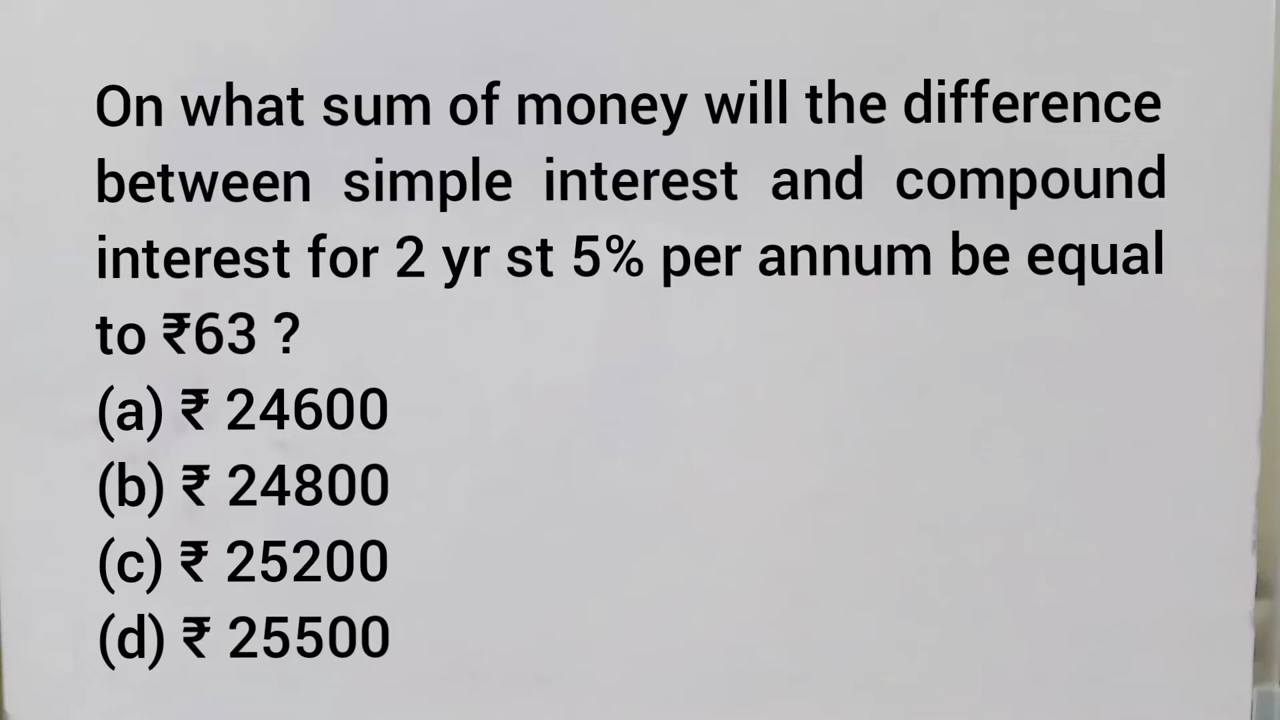 On what sum of money will the difference
between simple interest and compound
interest for 2 yr st 5% per annum be equal
to ₹63 ?
(a) ₹ 24600
(b) ₹ 24800
(c) ₹ 25200
(d) ₹ 25500